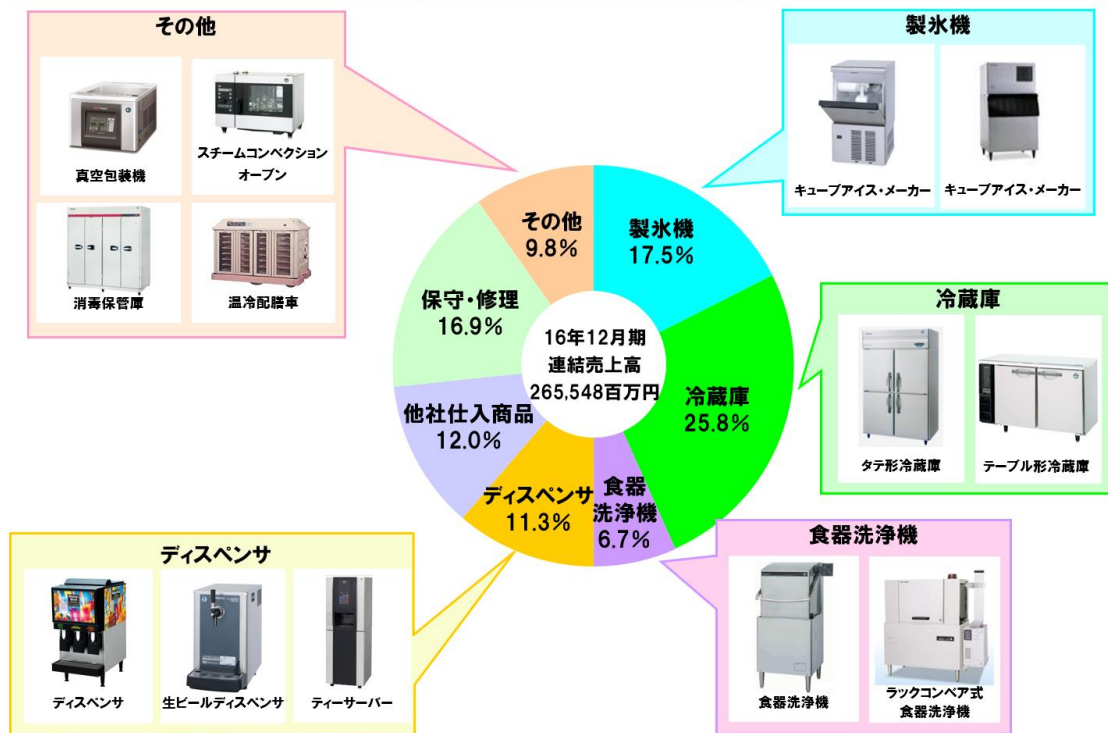 その他
真空包装機
スチームコンベクション
オーブン
消毒保管庫
温冷配膳車
製氷機
キューブアイス・メーカー
キューブアイス・メーカー
冷蔵庫
タテ形冷蔵庫
テーブル形冷蔵庫
その他
9.8%
製氷機
17.5%
保守・修理
16.9%
16年12月期
連結売上高
265,548百万円
冷蔵庫
25.8%
他社仕入商品
12.0%
ディスペンサ
11.3%
食器
洗浄機
6.7%
ディスペンサ
ディスペンサ
生ビールディスペンサ
ティーサーバー
食器洗浄機
食器洗浄機
ラックコンベア式
食器洗浄機